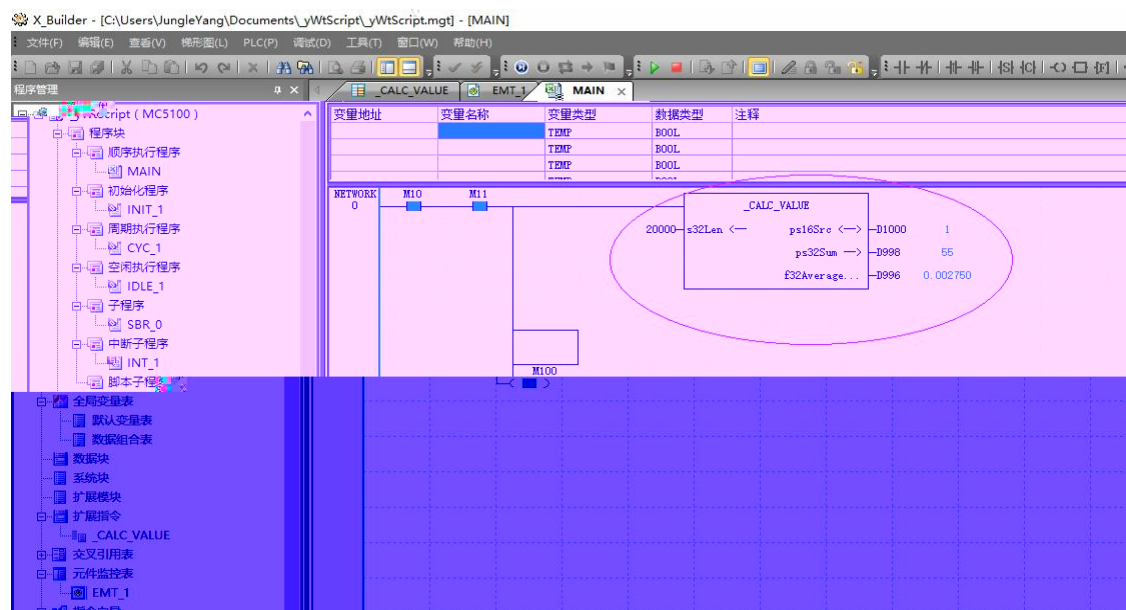 X_Builder - [C:\Users\JungleYang\Documents\_yWtScript\_yWtScript.mgt] - [MAIN]
文件(F) 编辑(E) 查看(V) 梯形图(L) PLC(P) 调试(D) 工具(T) 窗口(W) 帮助(H)
程序管理
_CALC_VALUE EMT_1 MAIN
Script ( MC5100 )
程序块
顺序执行程序
MAIN
初始化程序
INIT_1
周期执行程序
CYC_1
空闲执行程序
IDLE_1
子程序
SBR_0
中断子程序
INT_1
脚本子程
全局变量表
默认变量表
数据组合表
数据块
系统块
扩展模块
扩展指令
_CALC_VALUE
交叉引用表
元件监控表
EMT_1
变量地址 变量名称 变量类型 数据类型 注释
TEMP BOOL
TEMP BOOL
TEMP BOOL
NETWORK 0
M10 M11
_CALC_VALUE
20000 s32Len <— ps16Src <—> D1000 1
ps32Sum —> D998 55
f32Average... D996 0.002750
M100